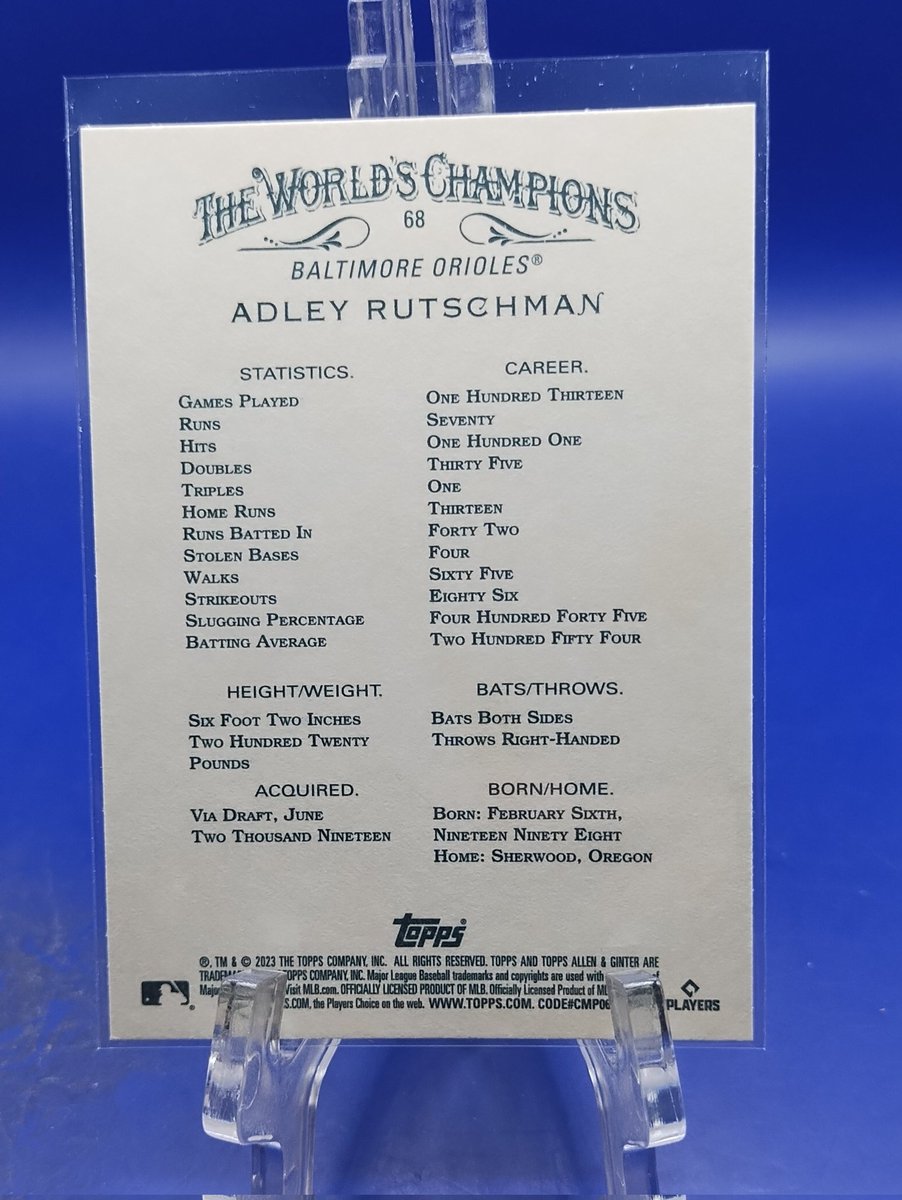 THE WORLD'S CHAMPIONS
68
BALTIMORE ORIOLES®
ADLEY RUTSCHMAN
STATISTICS. CAREER.
GAMES PLAYED ONE HUNDRED THIRTEEN
RUNS SEVENTY
HITS ONE HUNDRED ONE
DOUBLES THIRTY FIVE
TRIPLES ONE
HOME RUNS THIRTEEN
RUNS BATTED IN FORTY TWO
STOLEN BASES FOUR
WALKS SIXTY FIVE
STRIKEOUTS EIGHTY SIX
SLUGGING PERCENTAGE FOUR HUNDRED FORTY FIVE
BATTING AVERAGE TWO HUNDRED FIFTY FOUR
HEIGHT/WEIGHT.
SIX FOOT TWO INCHES
TWO HUNDRED TWENTY
POUNDS
BATS/THROWS.
BATS BOTH SIDES
THROWS RIGHT-HANDED
ACQUIRED.
VIA DRAFT, JUNE
TWO THOUSAND NINETEEN
BORN/HOME.
BORN: FEBRUARY SIXTH,
NINETEEN NINETY EIGHT
HOME: SHERWOOD, OREGON
topps®
®, TM & © 2023 THE TOPPS COMPANY, INC. ALL RIGHTS RESERVED. TOPPS AND TOPPS ALLEN & GINTER ARE
TOPPS COMPANY, INC. Major League Baseball trademarks and copyrights are used with of
Visit MLB.com. OFFICIALLY LICENSED PRODUCT OF MLB. Officially Licensed Product of
the Players Choice on the web. WWW.TOPPS.COM.
PLAYERS